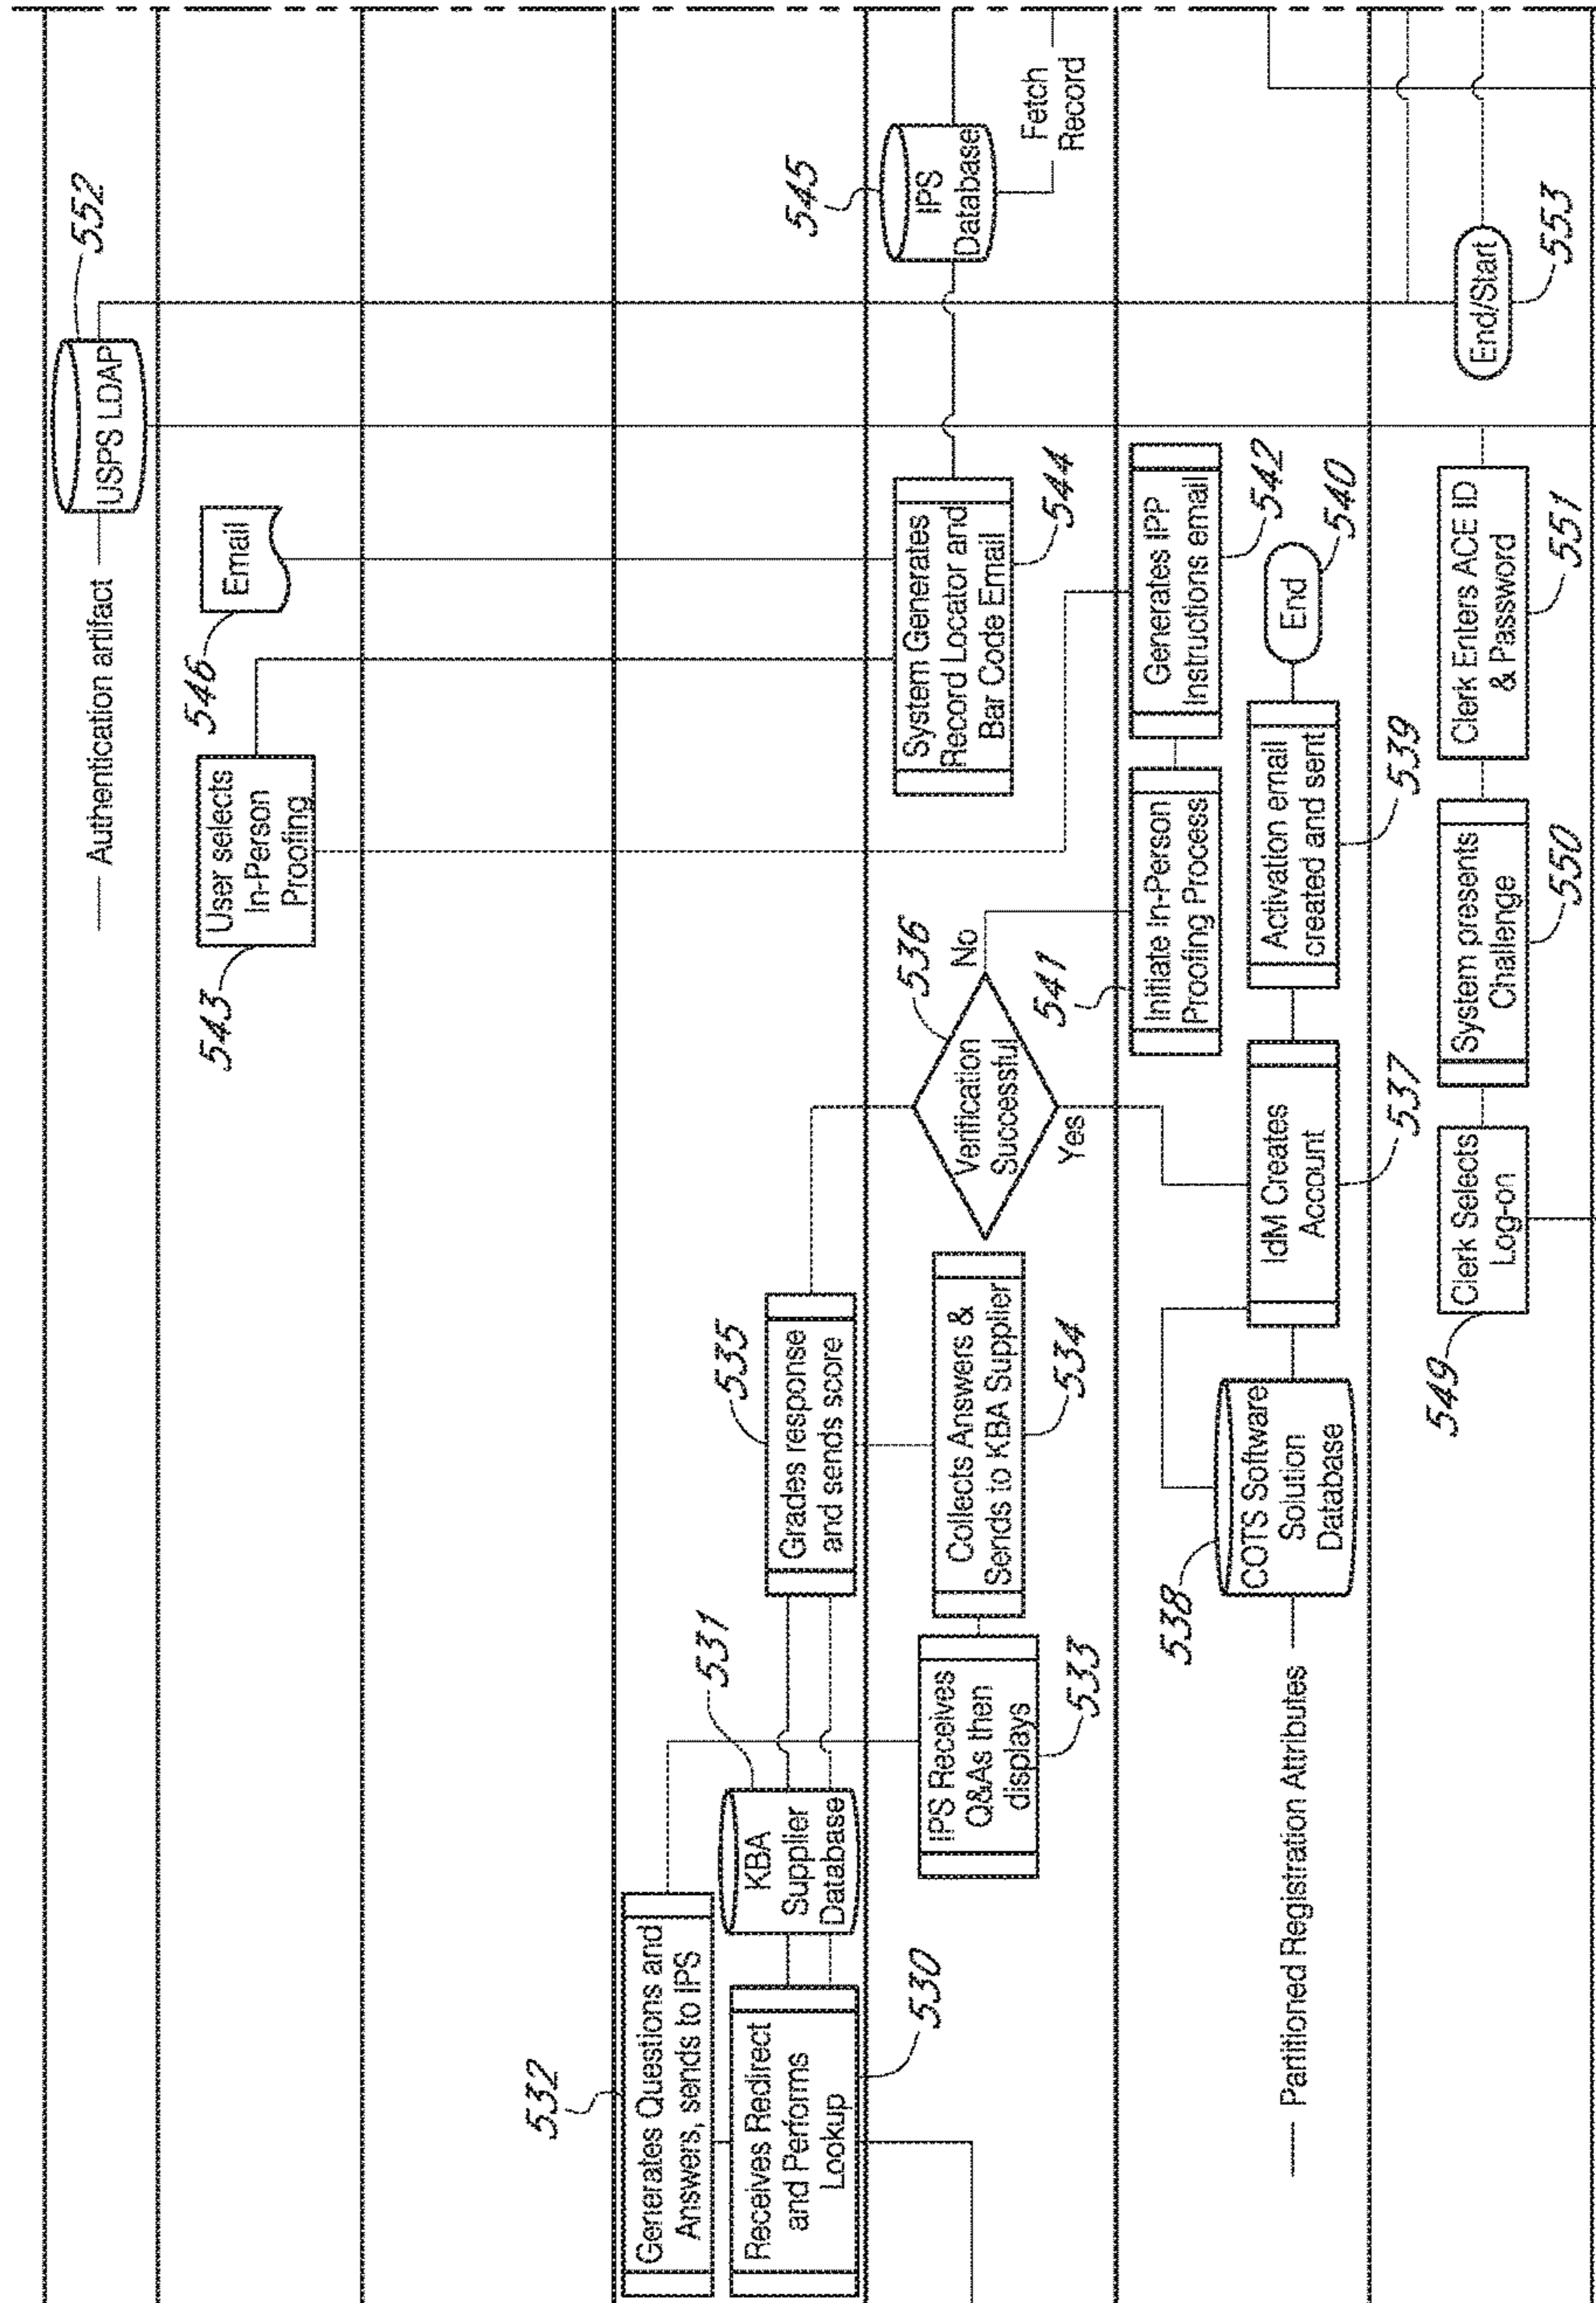 Authentication artifact
USPS LDAP
552
Email
546
User selects
In-Person
Proofing
543
532
Generates Questions and
Answers, sends to IPS
Receives Redirect
and Performs
Lookup
530
KBA
Supplier
Database
531
Grades response
and sends score
535
IPS Receives
Q&As then
displays
533
Collects Answers &
Sends to KBA Supplier
534
Verification
Successful
536
No
Yes
System Generates
Record Locator and
Bar Code Email
544
IPS
Database
545
Fetch
Record
Initiate In-Person
Proofing Process
541
Generates IPP
Instructions email
542
Partitioned Registration Attributes
COTS Software
Solution
Database
538
IdM Creates
Account
537
Activation email
created and sent
539
End
540
Clerk Selects
Log-on
549
System presents
Challenge
550
Clerk Enters ACE ID
& Password
551
End/Start
553